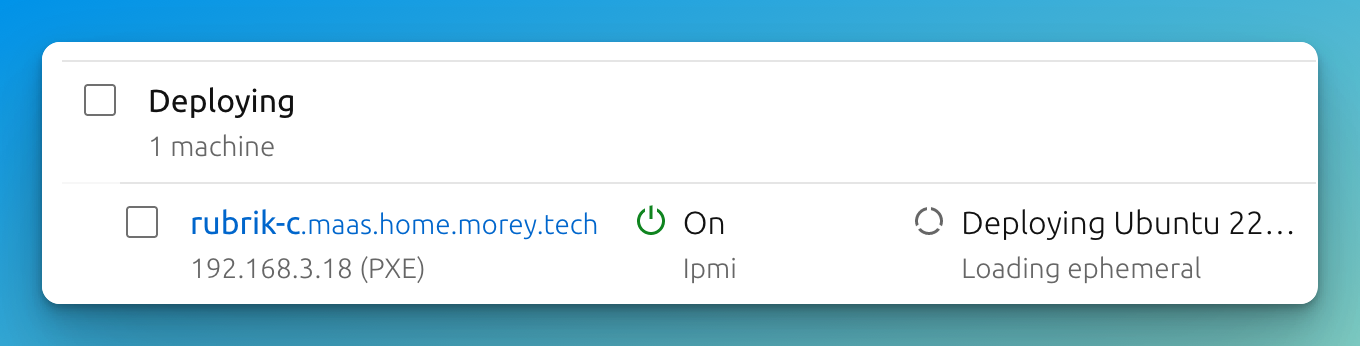 Deploying
1 machine
rubrik-c.maas.home.morey.tech On Deploying Ubuntu 22...
192.168.3.18 (PXE) Ipmi Loading ephemeral